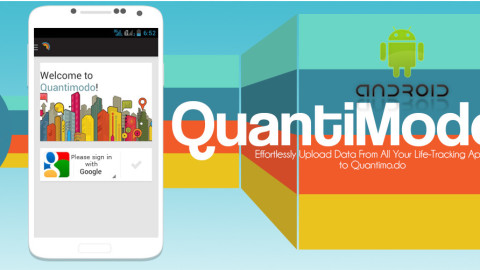 6:52
Welcome to
Quantimodo!
Please sign in
with
Google
ANDROID
QuantiModo
Effortlessly Upload Data From All Your Life-Tracking Ap
to Quantimo.do